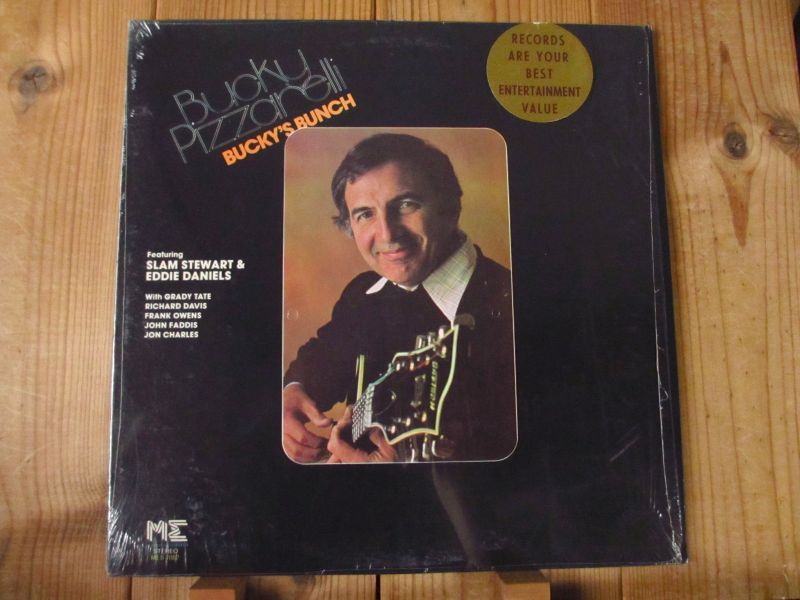 Bucky
Pizzarelli
BUCKY'S BUNCH
RECORDS
ARE YOUR
BEST
ENTERTAINMENT
VALUE
Featuring
SLAM STEWART &
EDDIE DANIELS
With GRADY TATE
RICHARD DAVIS
FRANK OWENS
JOHN FADDIS
JON CHARLES
ME
STEREO